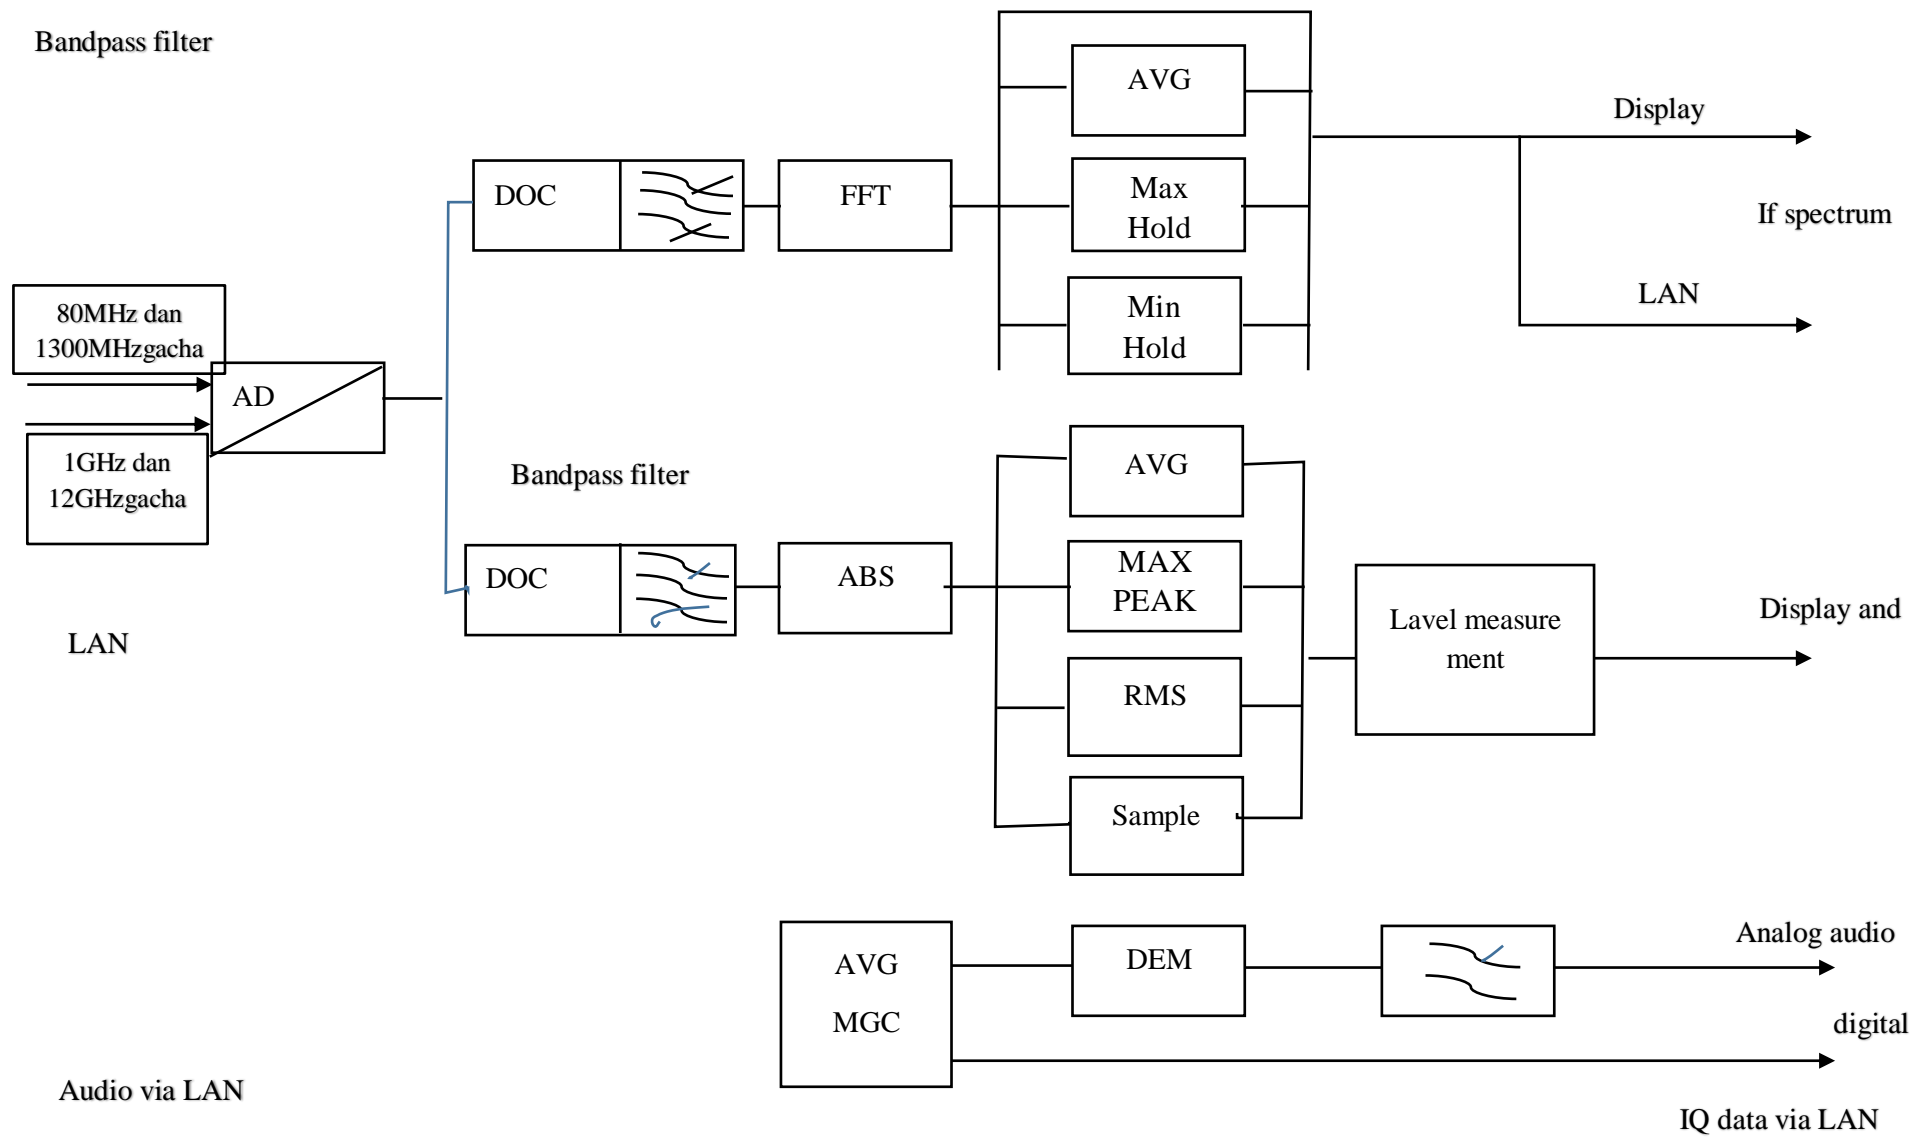 Bandpass filter
AVG
Display
DOC
FFT
Max
Hold
If spectrum
Min
Hold
LAN
80MHz dan
1300MHzgacha
AD
1GHz dan
12GHzgacha
Bandpass filter
AVG
DOC
ABS
MAX
PEAK
Lavel measure
ment
Display and
LAN
RMS
Sample
AVG
MGC
DEM
Analog audio
digital
Audio via LAN
IQ data via LAN